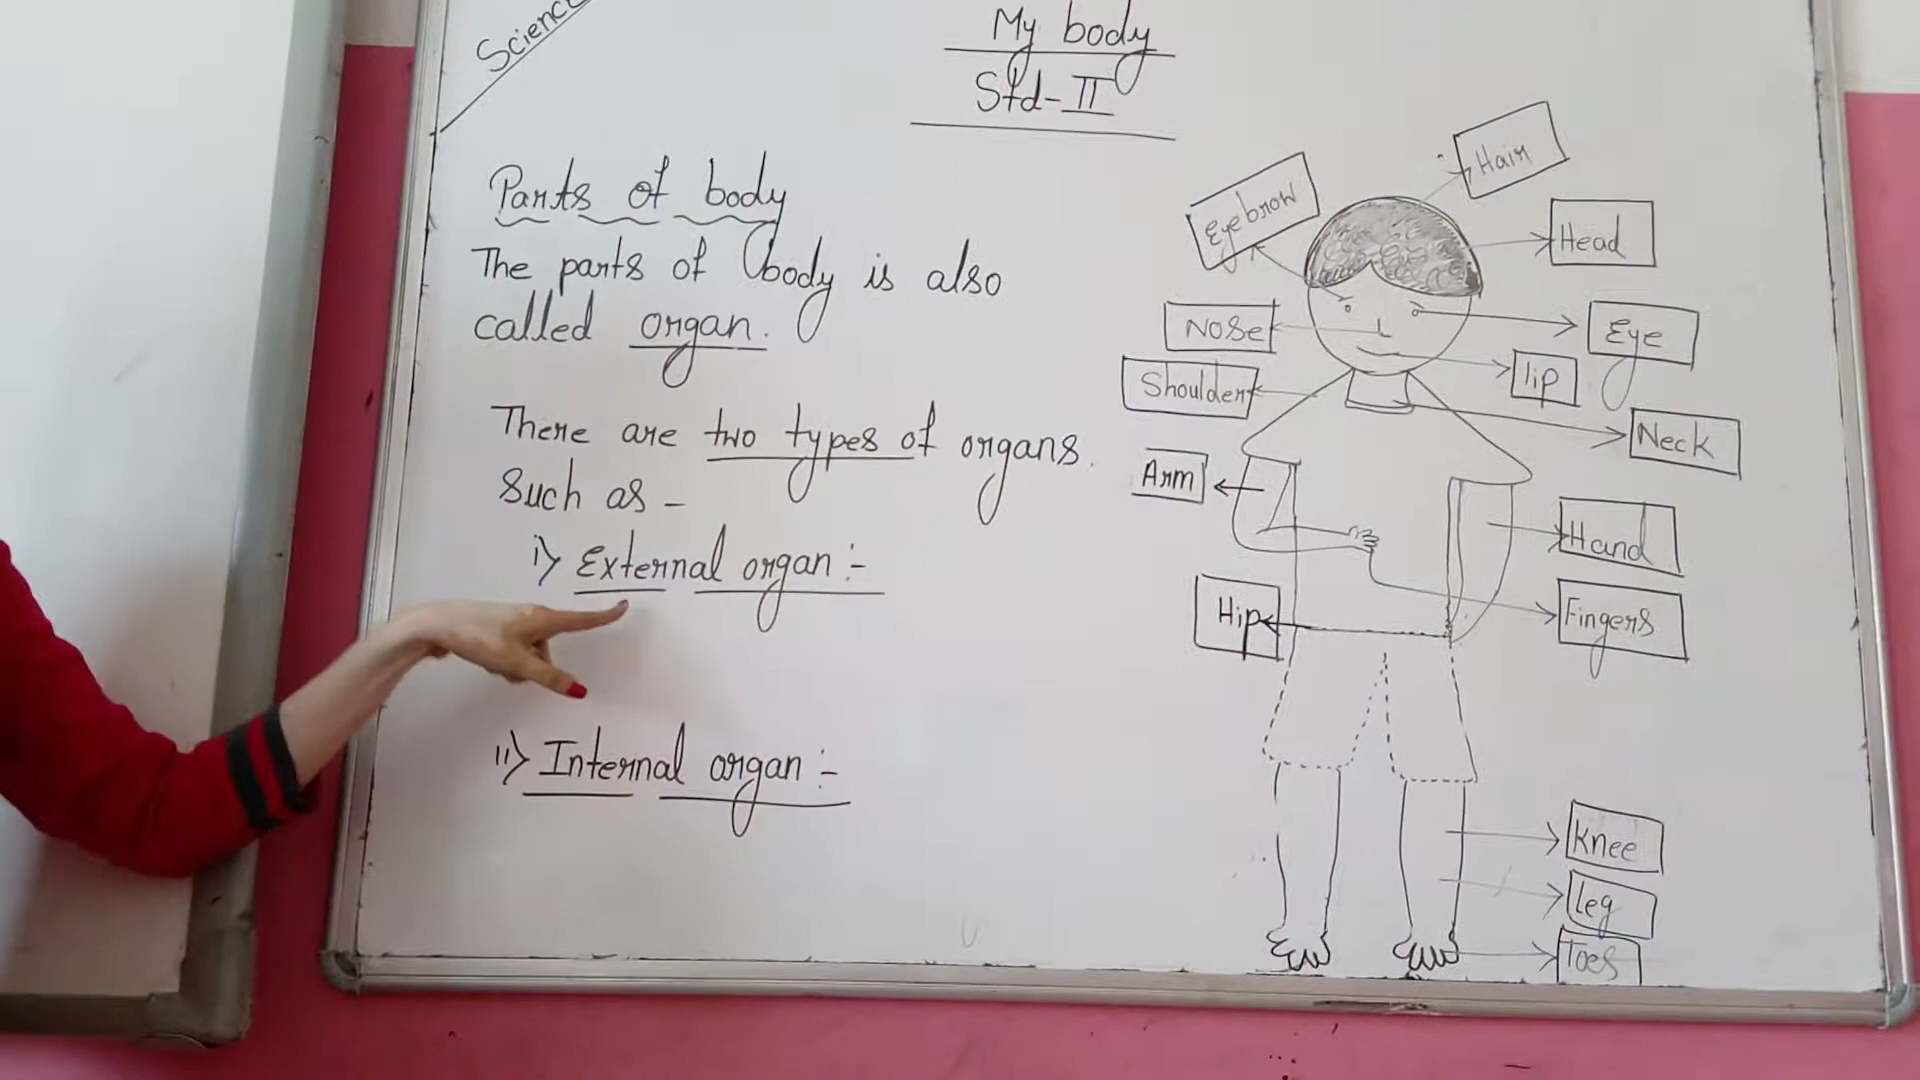 Science
My body
Std-II
Parts of body
The parts of body is also
called organ.
There are two types of organs.
Such as -
i) External organ:-
ii) Internal organ:-
Hair
Eyebrow
Head
Nose
Eye
Shoulder
lip
Neck
Arm
Hand
Hip
Fingers
Knee
Leg
Toes